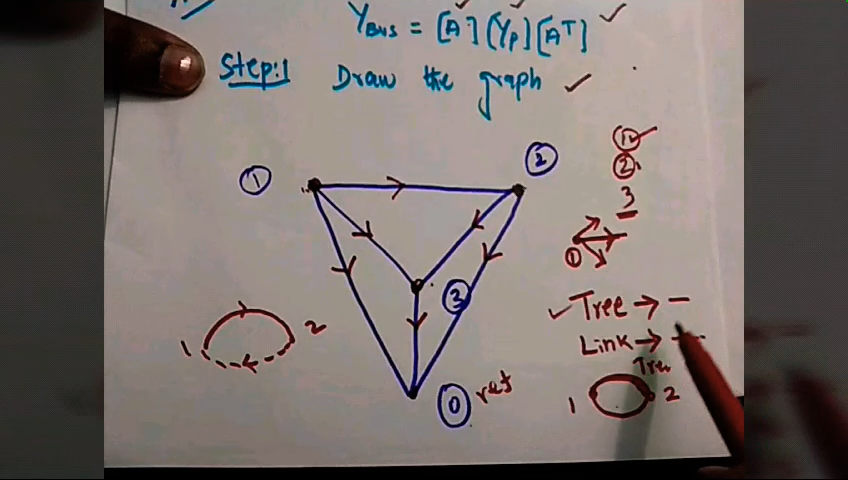 YBus = [A] [Yp] [AT]
Step:1 Draw the graph
1
2
1
2
3
1
3
Tree → —
Link → ---
Tree
1 2
1 2
0 ref